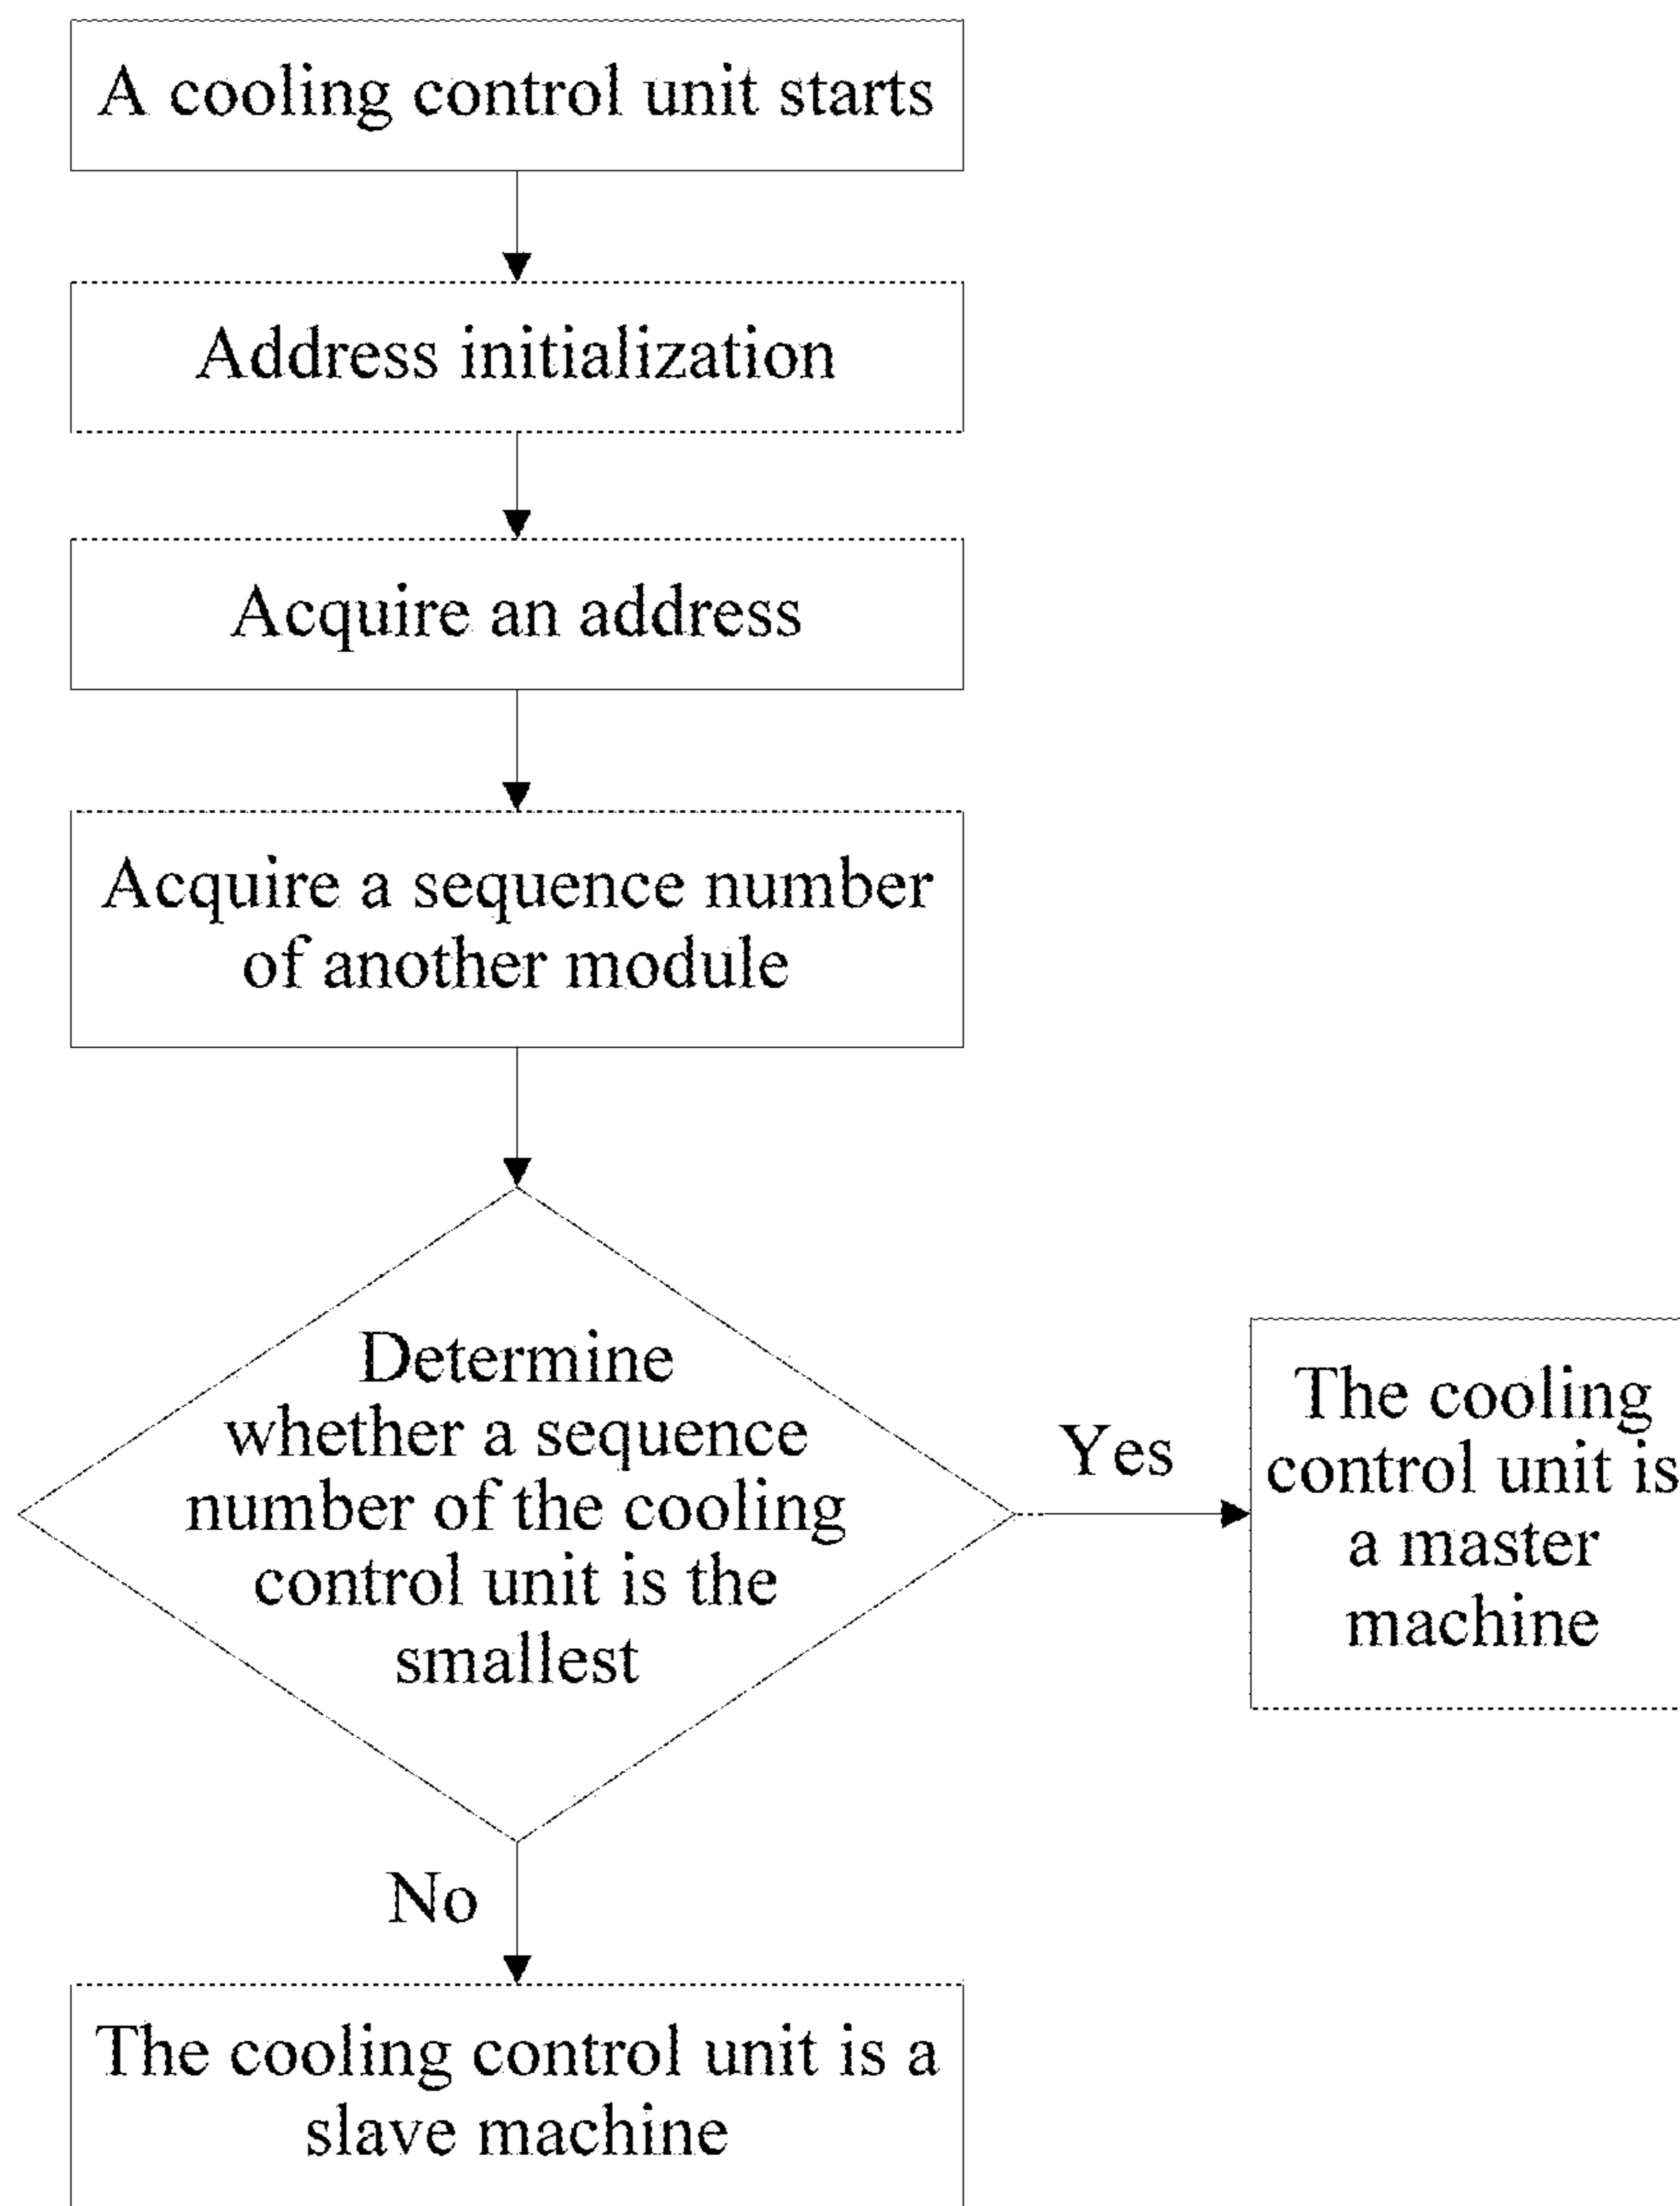 A cooling control unit starts
Address initialization
Acquire an address
Acquire a sequence number
of another module
Determine
whether a sequence
number of the cooling
control unit is the
smallest
Yes
The cooling
control unit is
a master
machine
No
The cooling control unit is a
slave machine